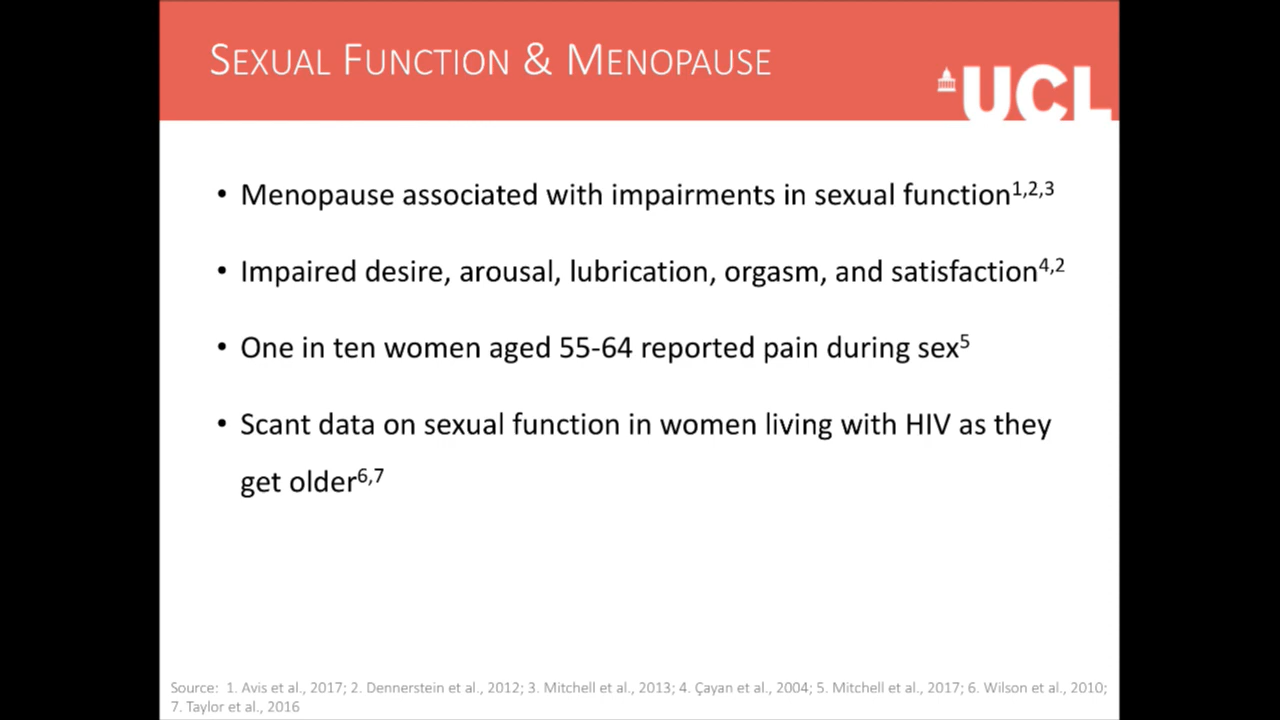 SEXUAL FUNCTION & MENOPAUSE
UCL
• Menopause associated with impairments in sexual function1,2,3
• Impaired desire, arousal, lubrication, orgasm, and satisfaction4,2
• One in ten women aged 55-64 reported pain during sex5
• Scant data on sexual function in women living with HIV as they
get older6,7
Source: 1. Avis et al., 2017; 2. Dennerstein et al., 2012; 3. Mitchell et al., 2013; 4. Çayan et al., 2004; 5. Mitchell et al., 2017; 6. Wilson et al., 2010;
7. Taylor et al., 2016